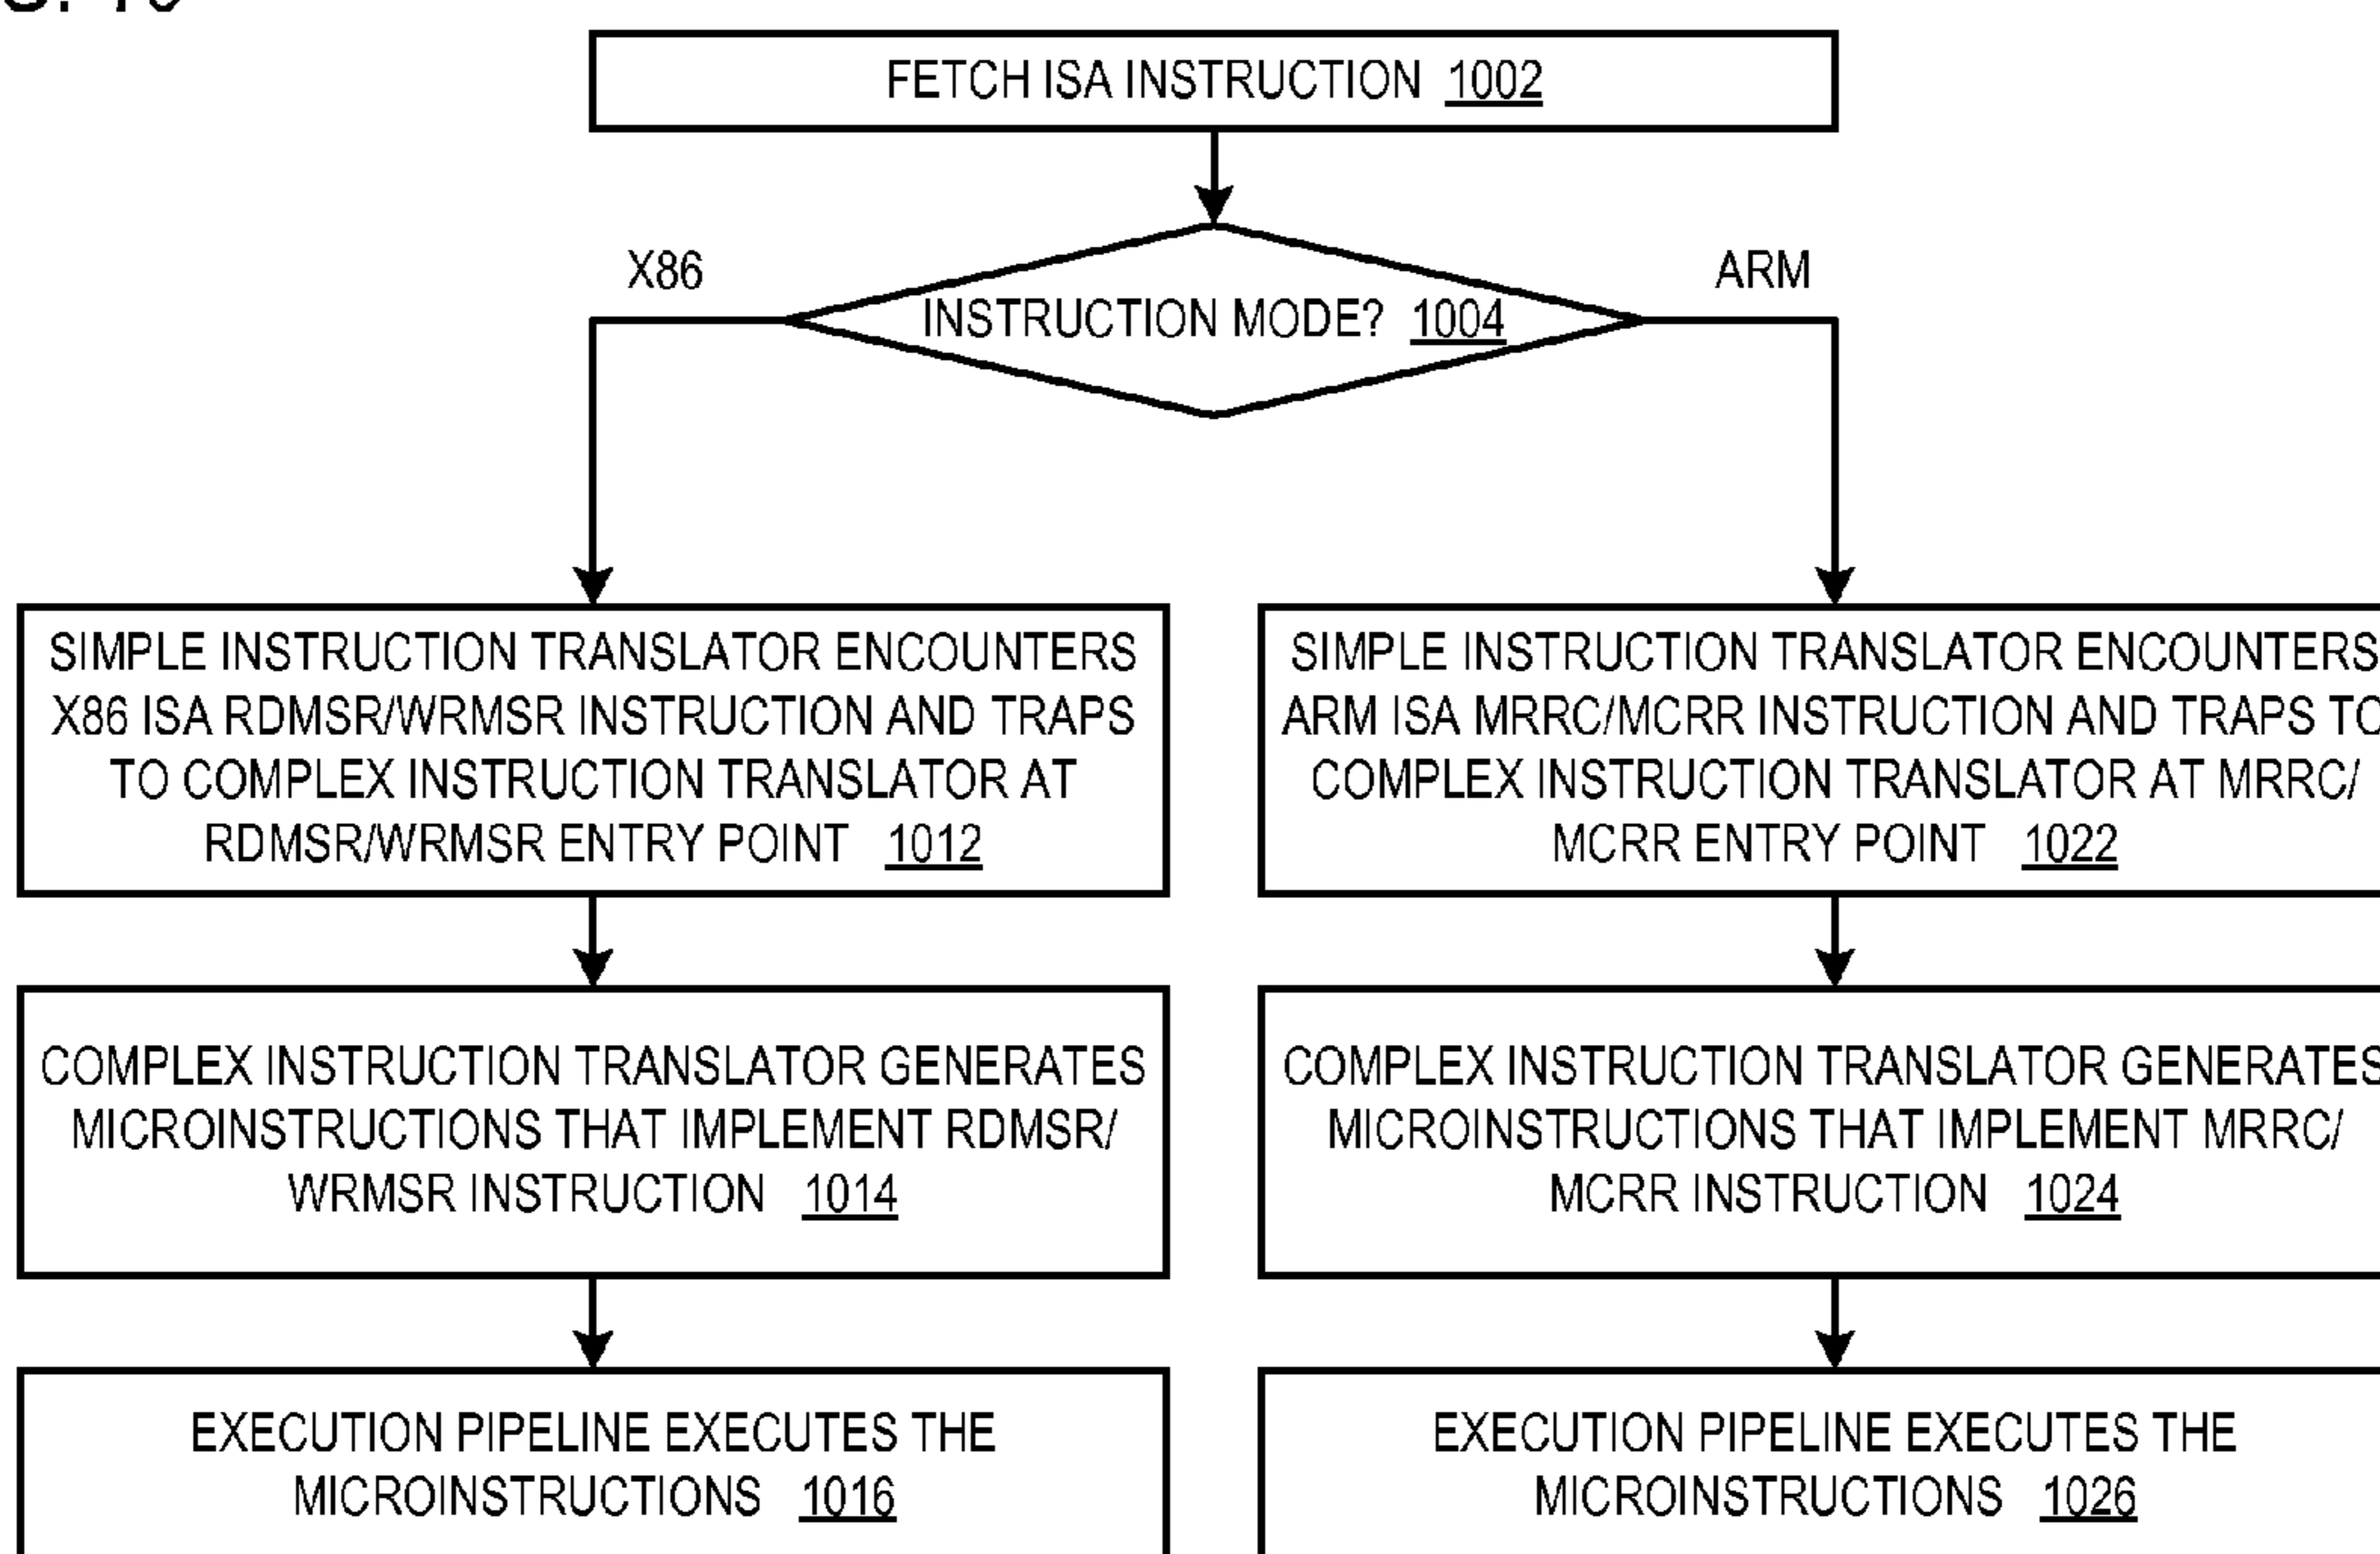 FETCH ISA INSTRUCTION 1002
X86
ARM
INSTRUCTION MODE? 1004
SIMPLE INSTRUCTION TRANSLATOR ENCOUNTERS
X86 ISA RDMSR/WRMSR INSTRUCTION AND TRAPS
TO COMPLEX INSTRUCTION TRANSLATOR AT
RDMSR/WRMSR ENTRY POINT 1012
SIMPLE INSTRUCTION TRANSLATOR ENCOUNTERS
ARM ISA MRRC/MCRR INSTRUCTION AND TRAPS TO
COMPLEX INSTRUCTION TRANSLATOR AT MRRC/
MCRR ENTRY POINT 1022
COMPLEX INSTRUCTION TRANSLATOR GENERATES
MICROINSTRUCTIONS THAT IMPLEMENT RDMSR/
WRMSR INSTRUCTION 1014
COMPLEX INSTRUCTION TRANSLATOR GENERATES
MICROINSTRUCTIONS THAT IMPLEMENT MRRC/
MCRR INSTRUCTION 1024
EXECUTION PIPELINE EXECUTES THE
MICROINSTRUCTIONS 1016
EXECUTION PIPELINE EXECUTES THE
MICROINSTRUCTIONS 1026